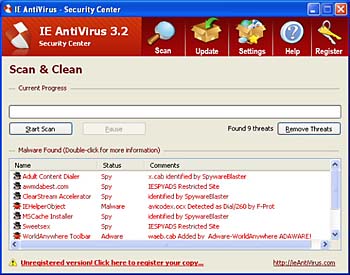 IE AntiVirus - Security Center
IE AntiVirus 3.2
Security Center
Scan
Update
Settings
Help
Register
Scan & Clean
Current Progress
Start Scan
Pause
Found 9 threats
Remove Threats
Malware Found (Double-click for more information)
Name Status Comments
Adult Content Dialer Spy x.cab identified by SpywareBlaster
awmdabest.com Spy IESPYADS Restricted Site
ClearStream Accelerator Spy identified by SpywareBlaster
IEHelperObject Malware avnicodex.ocx Detected as Dial/260 by F-Prot
MSCache Installer Spy identified by SpywareBlaster
Sweetsex Spy IESPYADS Restricted Site
WorldAnywhere Toolbar Adware waeb.cab Added by Adware-WorldAnywhere ADAWARE!
Unregistered version! Click here to register your copy...
http://ieAntiVirus.com